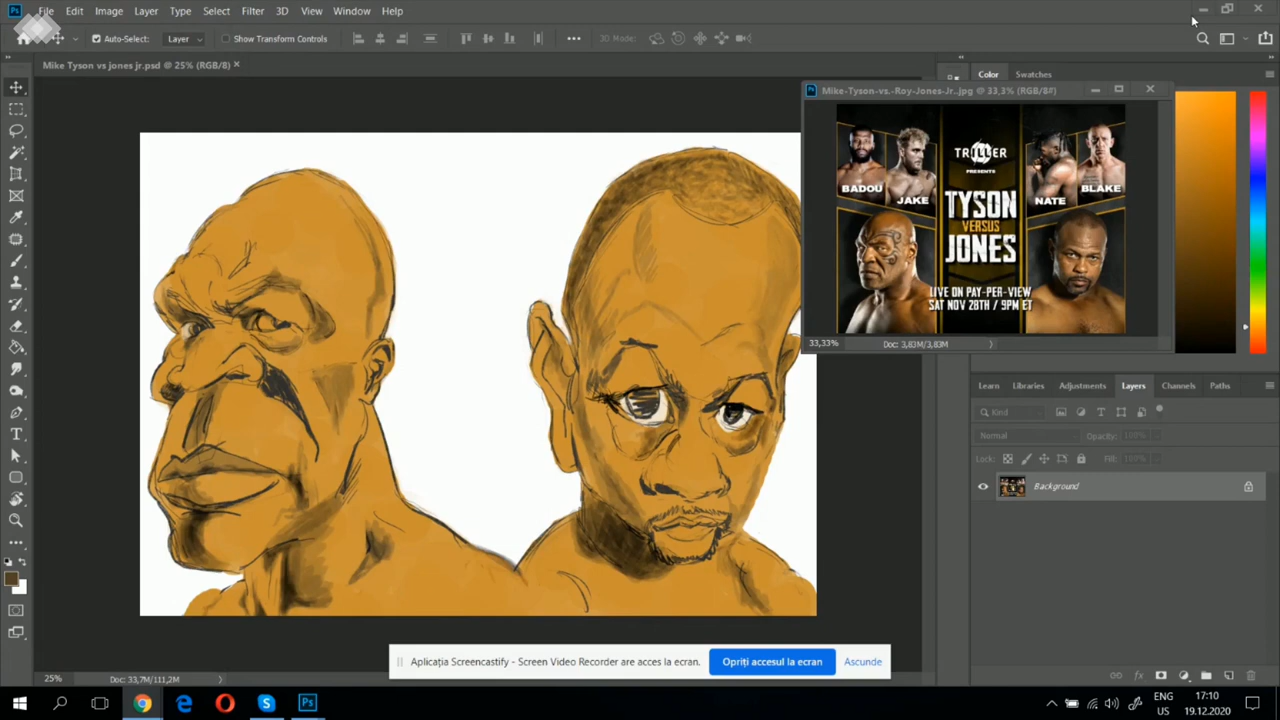 Ps File Edit Image Layer Type Select Filter 3D View Window Help
Auto-Select: Layer Show Transform Controls 3D Mode:
Mike Tyson vs jones jr.psd @ 25% (RGB/8)
Color Swatches
Mike-Tyson-vs.-Roy-Jones-Jr..jpg @ 33,3% (RGB/8#)
TRILLER
PRESENTS
BADOU
JAKE
NATE
BLAKE
TYSON
VERSUS
JONES
LIVE ON PAY-PER-VIEW
SAT NOV 28TH / 9PM ET
33,33% Doc: 3,83M/3,83M
Learn Libraries Adjustments Layers Channels Paths
Kind
Normal Opacity: 100%
Lock: Fill: 100%
Background
Aplicația Screencastify - Screen Video Recorder are acces la ecran. Opriți accesul la ecran Ascunde
25% Doc: 33,7M/111,2M
ENG
US
17:10
19.12.2020